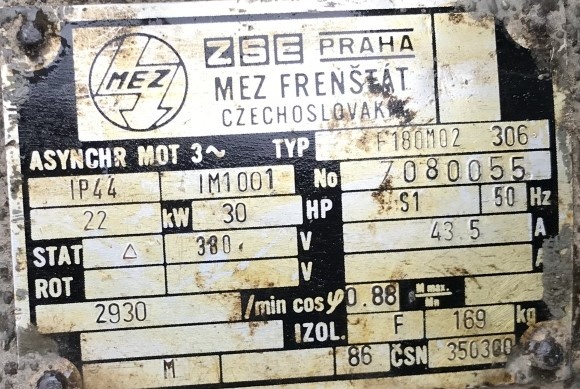 MEZ ZSE PRAHA
MEZ FRENŠTÁT
CZECHOSLOVAKIA
ASYNCHR MOT 3~ TYP F180M02 306
IP44 IM1001 No 7080055
22 kW 30 HP S1 50 Hz
STAT △ 380 V 43.5 A
ROT V A
2930 /min cos φ 0.88 M max./Mn
IZOL. F 169 kg
M 86 ČSN 350300